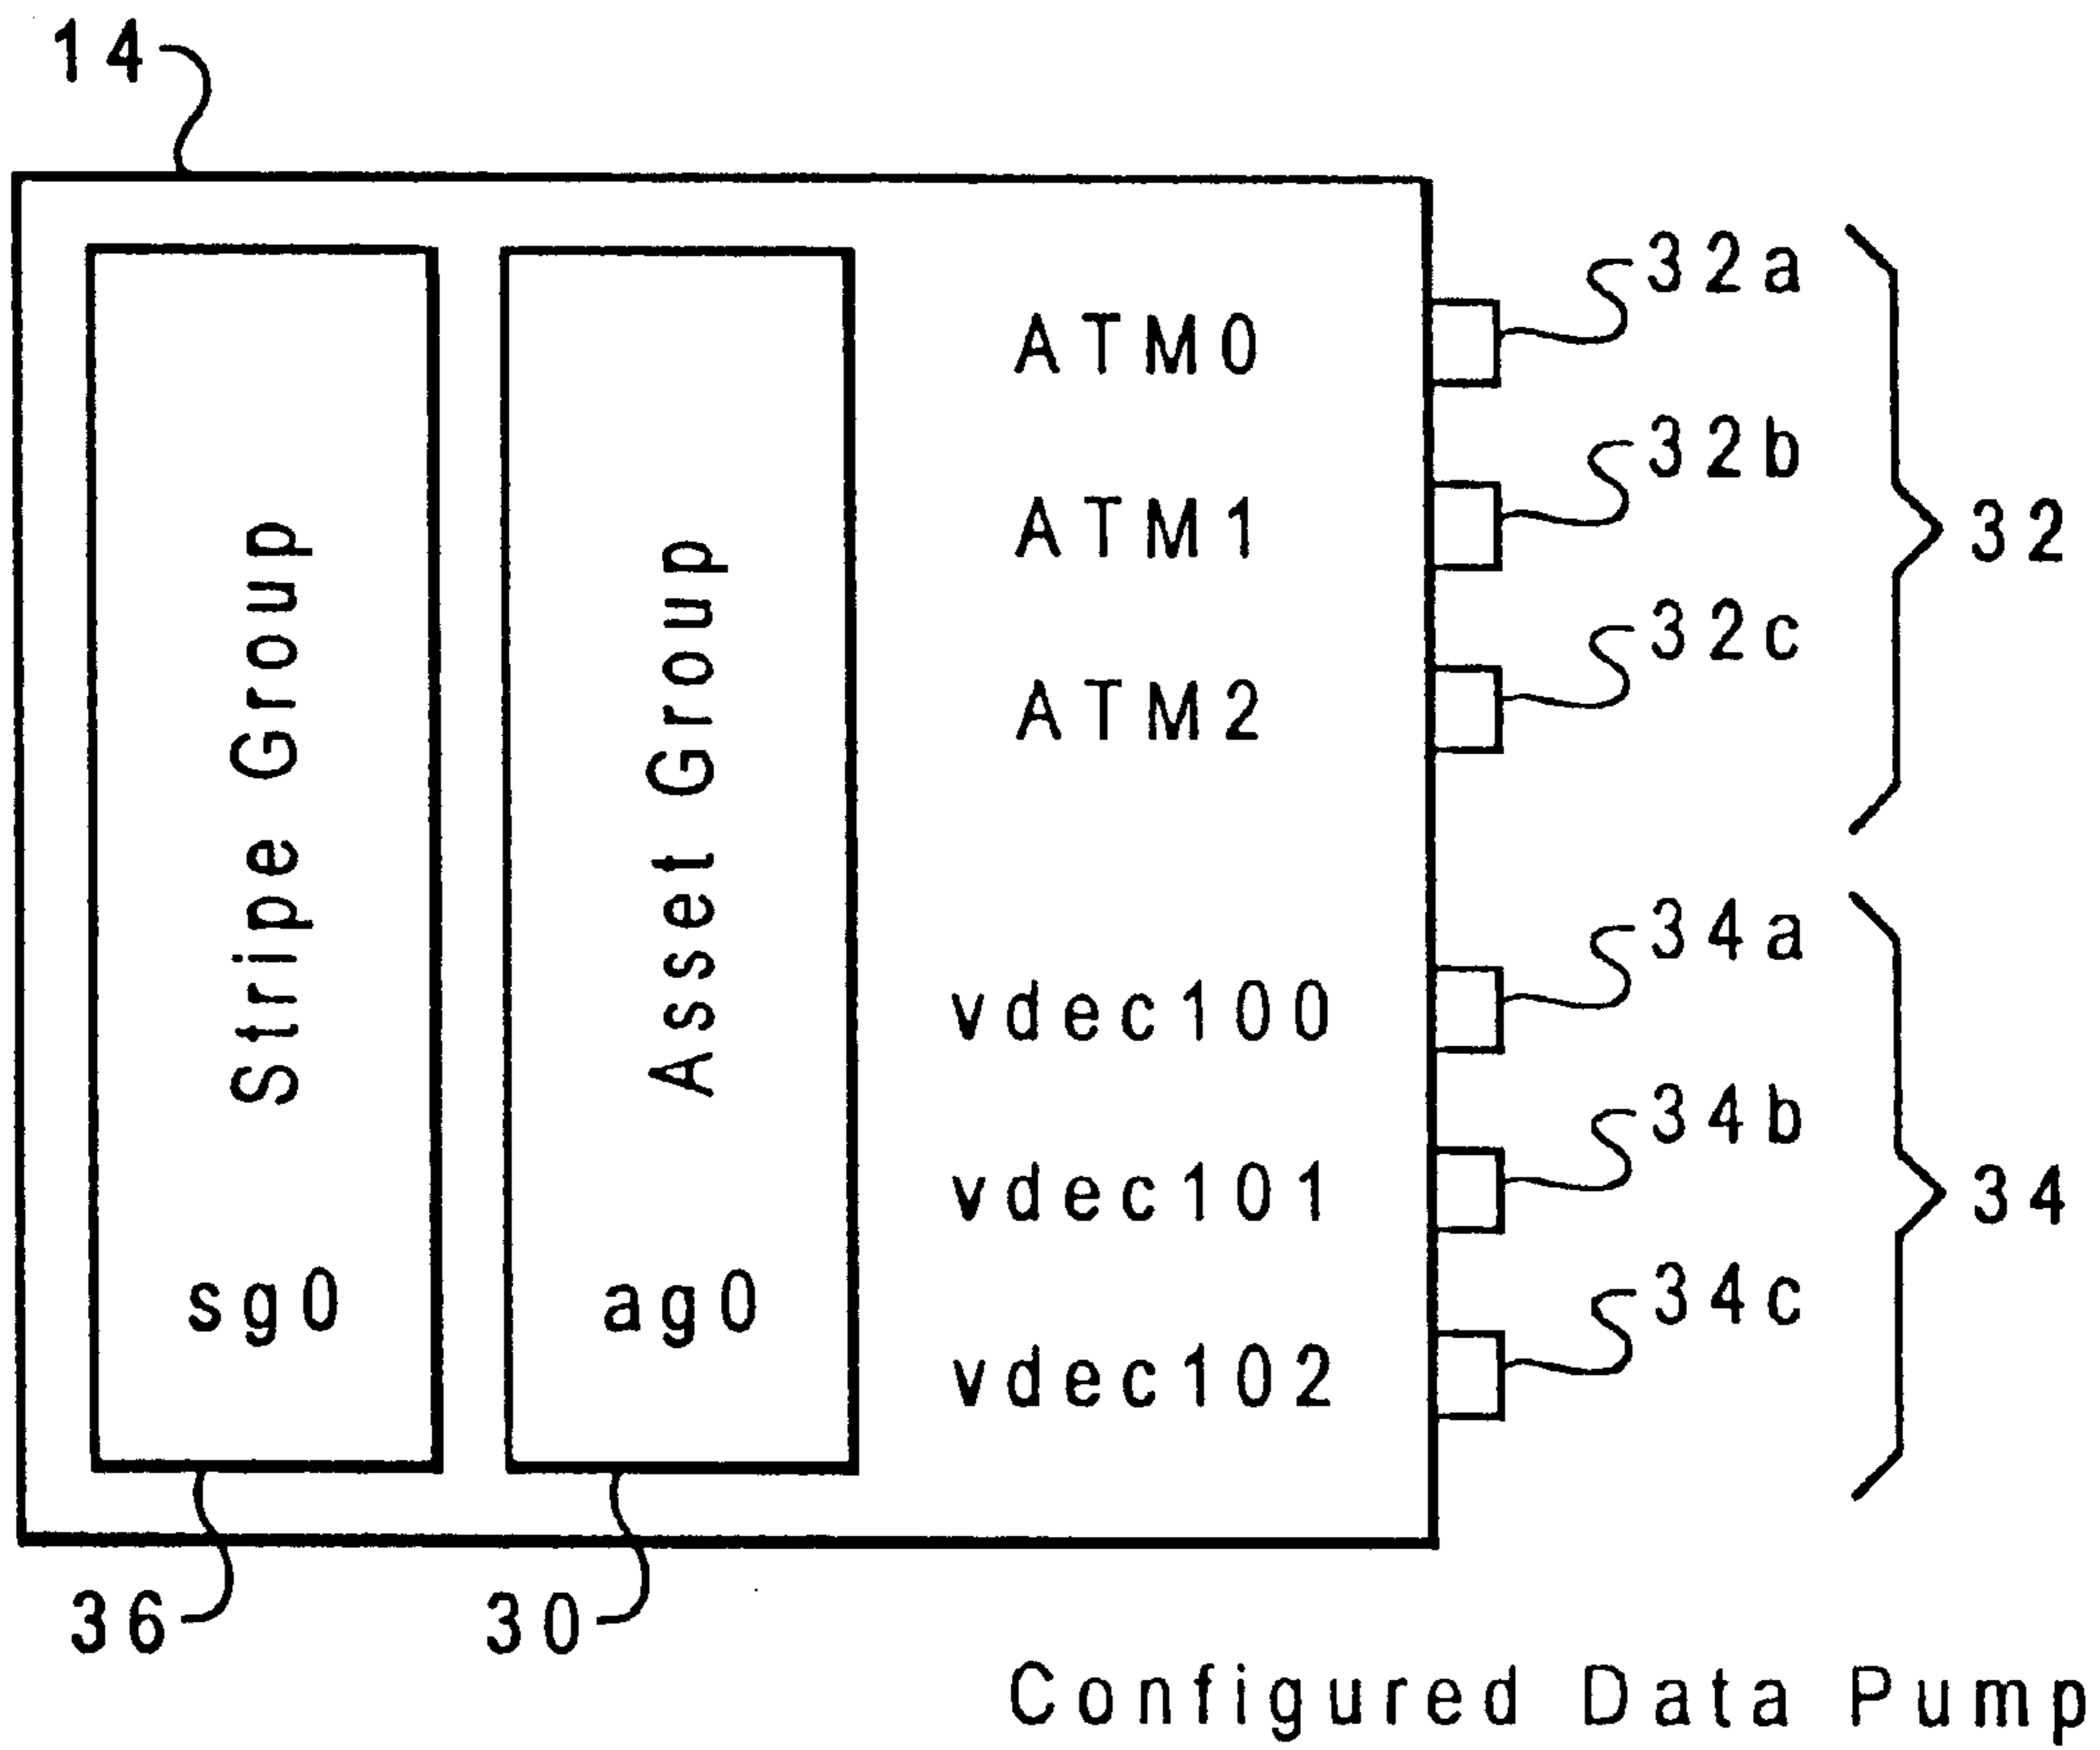 14
32a
ATM0
32b
ATM1
32
32c
ATM2
Stripe Group
Asset Group
34a
vdec100
34b
vdec101
34
34c
sg0
ag0
vdec102
36
30
Configured Data Pump